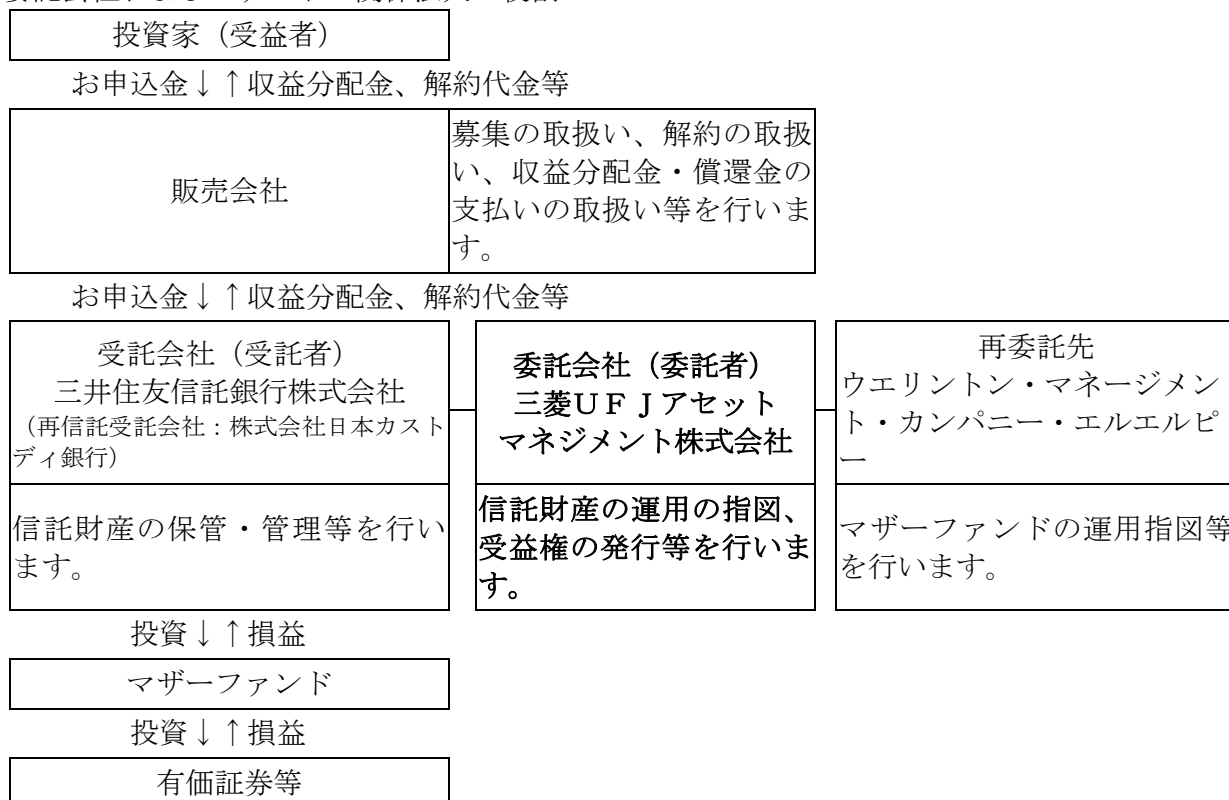 投資家（受益者）
お申込金↓↑収益分配金、解約代金等
販売会社
募集の取扱い、解約の取扱
い、収益分配金・償還金の
支払いの取扱い等を行いま
す。
お申込金↓↑収益分配金、解約代金等
受託会社（受託者）
三井住友信託銀行株式会社
（再信託受託会社：株式会社日本カスト
ディ銀行）
委託会社（委託者）
三菱ＵＦＪアセット
マネジメント株式会社
再委託先
ウエリントン・マネージメン
ト・カンパニー・エルエルピ
ー
信託財産の保管・管理等を行い
ます。
信託財産の運用の指図、
受益権の発行等を行いま
す。
マザーファンドの運用指図等
を行います。
投資↓↑損益
マザーファンド
投資↓↑損益
有価証券等